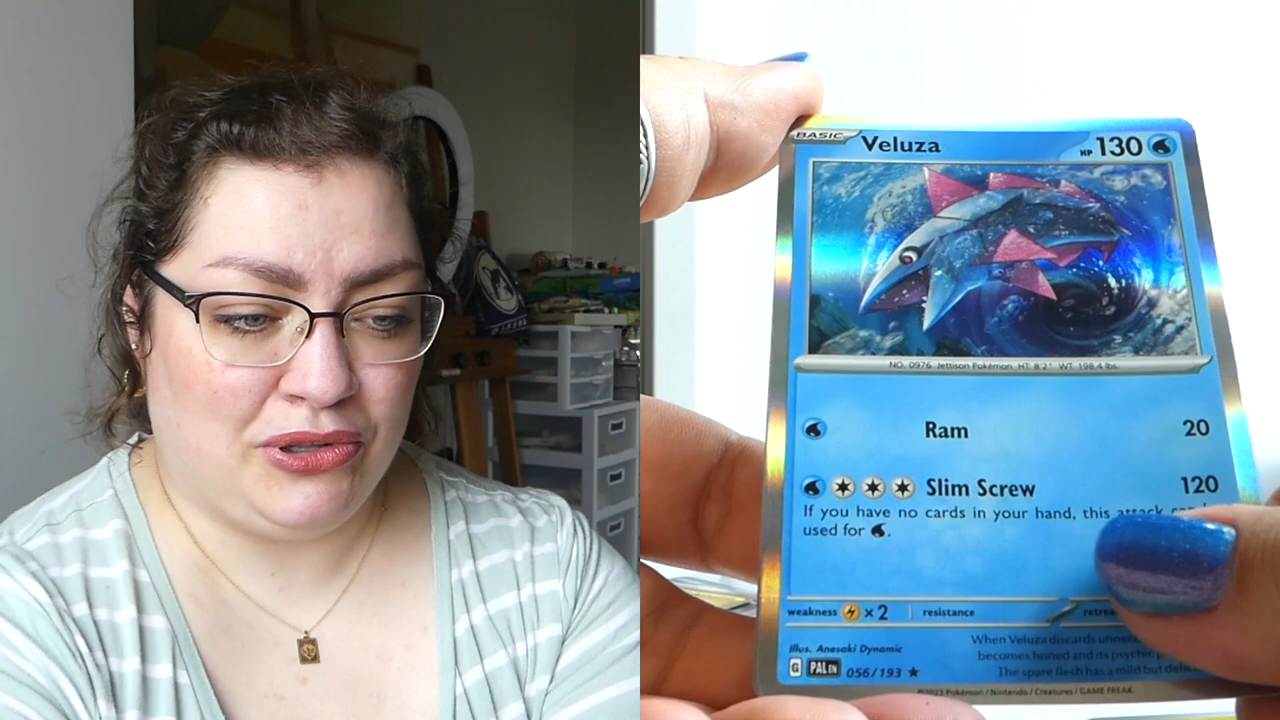 BASIC Veluza HP 130
NO. 0976 Jettison Pokémon HT: 8'2" WT: 198.4 lbs.
Ram 20
Slim Screw 120
If you have no cards in your hand, this attack
used for
weakness ×2 resistance
Illus. Anesaki Dynamic
When Veluza discards
becomes honed and its psychic
The spare flesh has a mild but
G PAL EN 056/193 ★
©2023 Pokémon / Nintendo / Creatures / GAME FREAK.